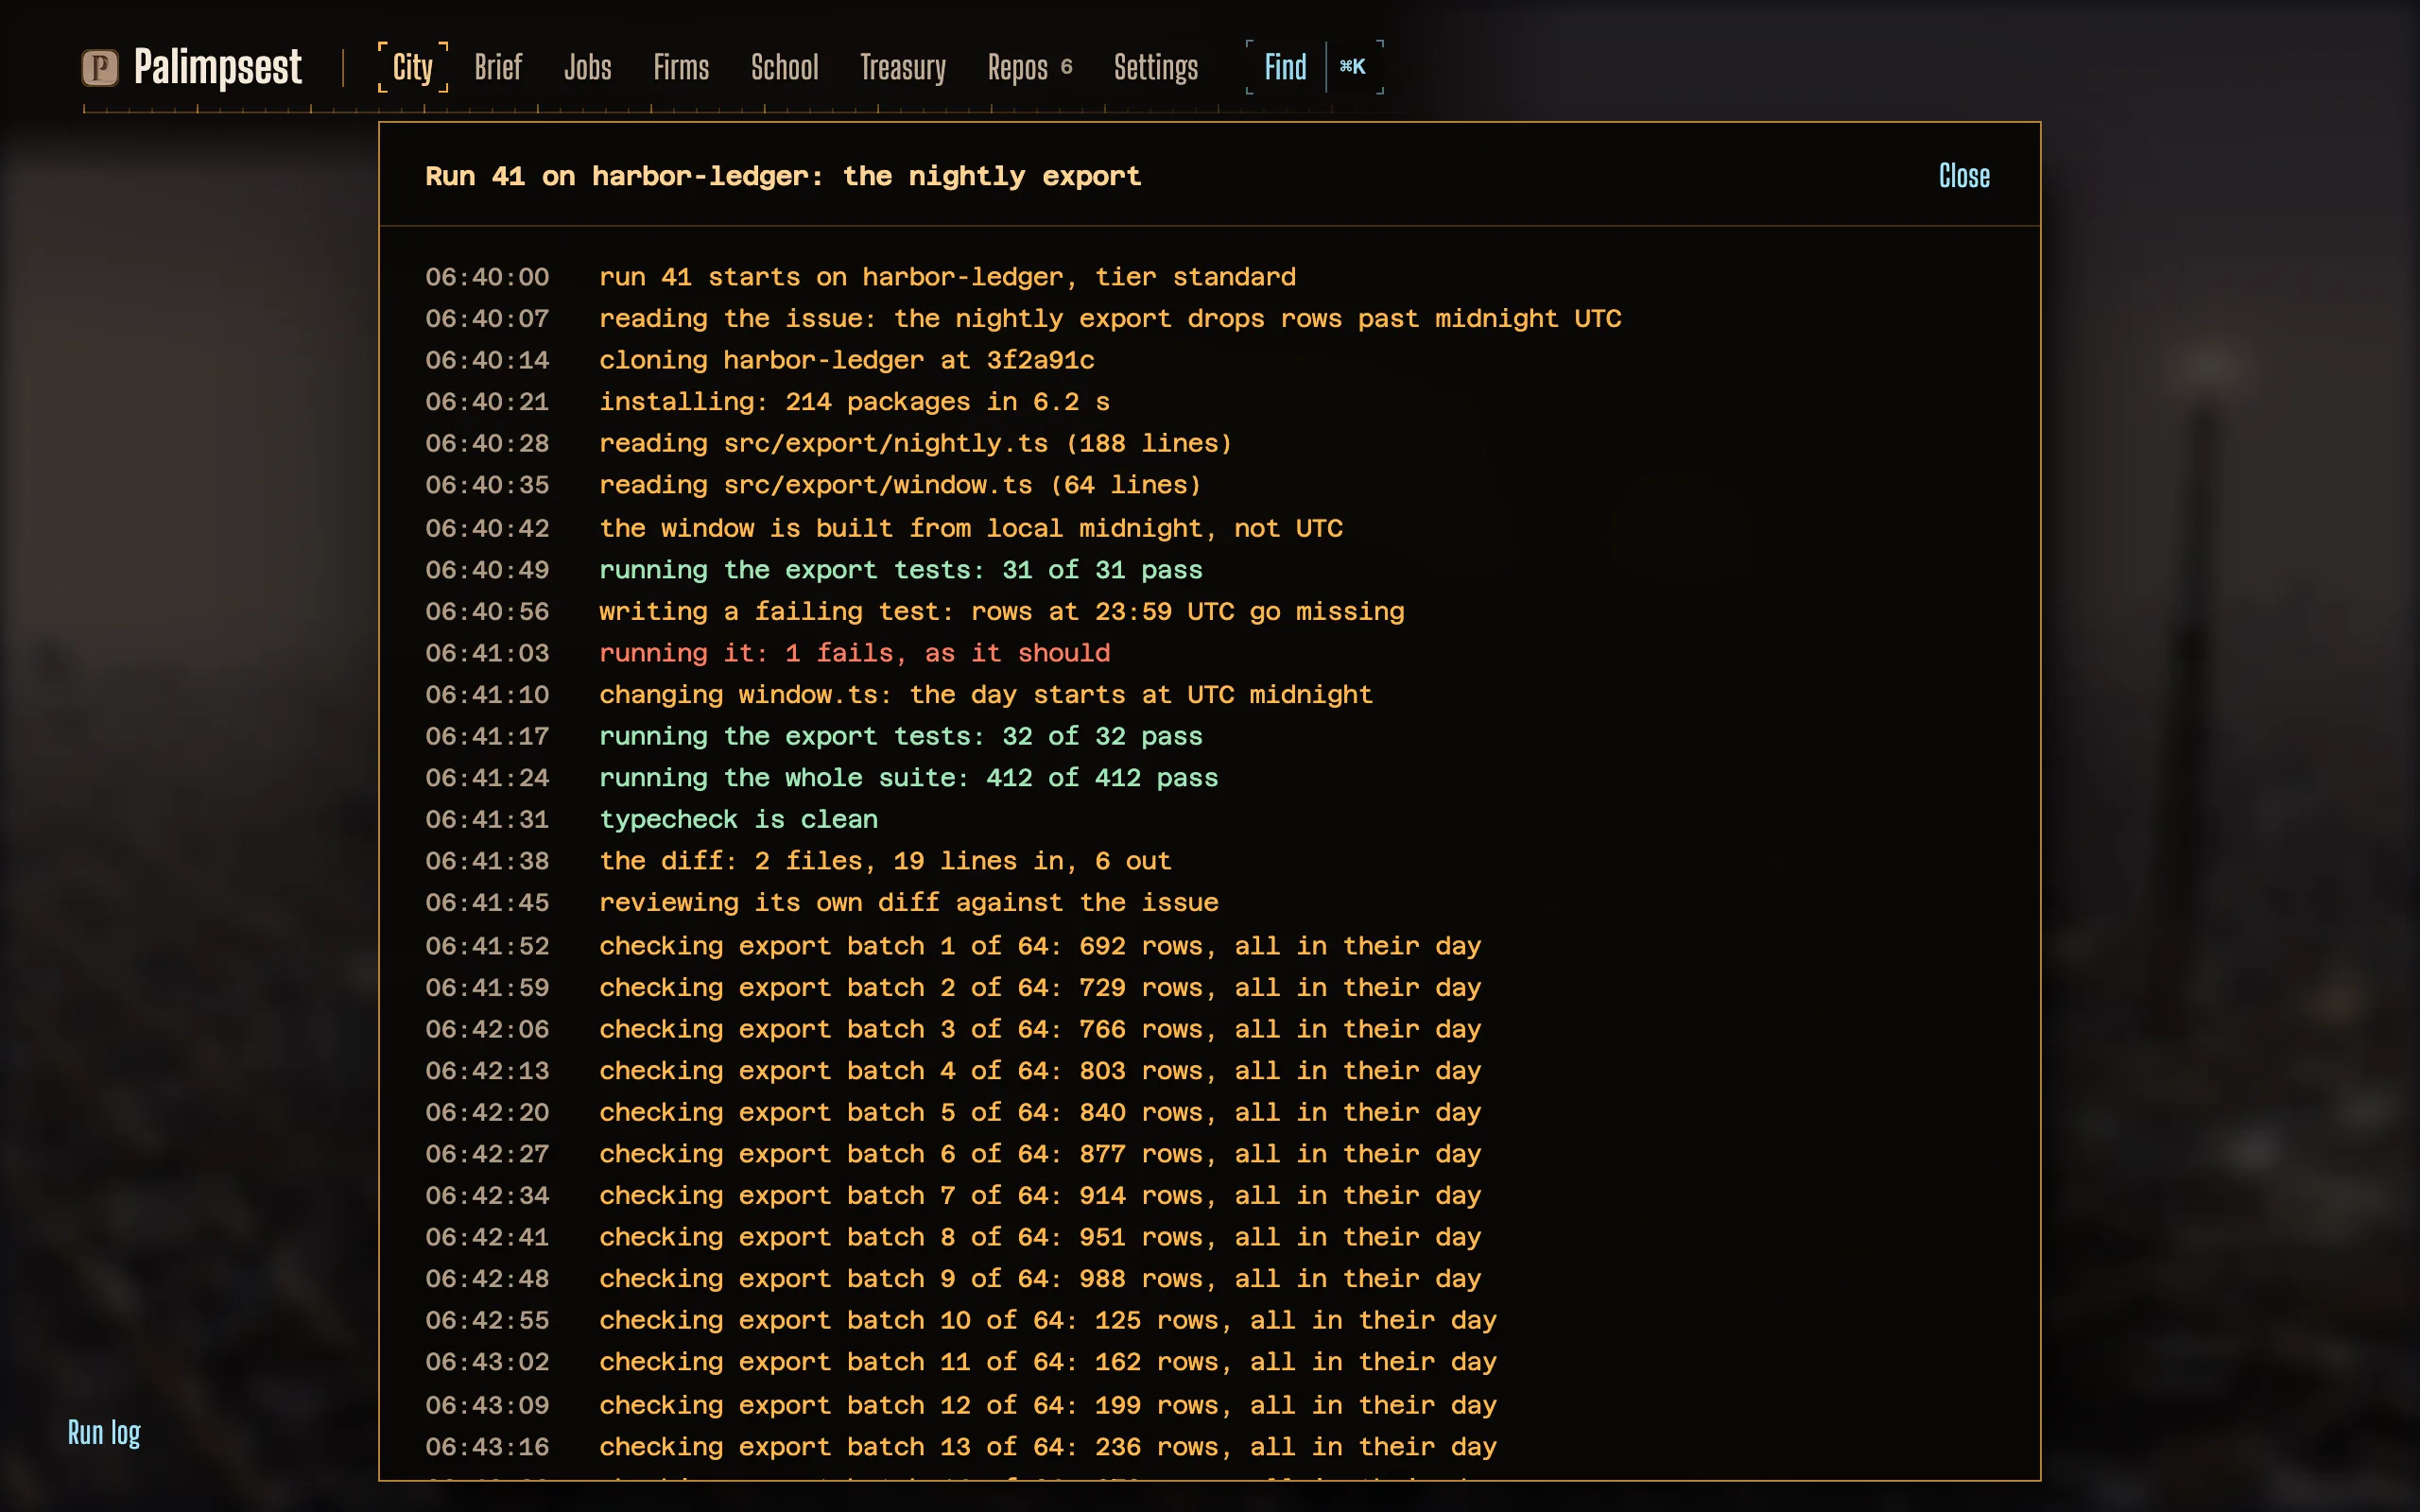 P Palimpsest City Brief Jobs Firms School Treasury Repos 6 Settings Find ⌘K
Run 41 on harbor-ledger: the nightly export Close
06:40:00 run 41 starts on harbor-ledger, tier standard
06:40:07 reading the issue: the nightly export drops rows past midnight UTC
06:40:14 cloning harbor-ledger at 3f2a91c
06:40:21 installing: 214 packages in 6.2 s
06:40:28 reading src/export/nightly.ts (188 lines)
06:40:35 reading src/export/window.ts (64 lines)
06:40:42 the window is built from local midnight, not UTC
06:40:49 running the export tests: 31 of 31 pass
06:40:56 writing a failing test: rows at 23:59 UTC go missing
06:41:03 running it: 1 fails, as it should
06:41:10 changing window.ts: the day starts at UTC midnight
06:41:17 running the export tests: 32 of 32 pass
06:41:24 running the whole suite: 412 of 412 pass
06:41:31 typecheck is clean
06:41:38 the diff: 2 files, 19 lines in, 6 out
06:41:45 reviewing its own diff against the issue
06:41:52 checking export batch 1 of 64: 692 rows, all in their day
06:41:59 checking export batch 2 of 64: 729 rows, all in their day
06:42:06 checking export batch 3 of 64: 766 rows, all in their day
06:42:13 checking export batch 4 of 64: 803 rows, all in their day
06:42:20 checking export batch 5 of 64: 840 rows, all in their day
06:42:27 checking export batch 6 of 64: 877 rows, all in their day
06:42:34 checking export batch 7 of 64: 914 rows, all in their day
06:42:41 checking export batch 8 of 64: 951 rows, all in their day
06:42:48 checking export batch 9 of 64: 988 rows, all in their day
06:42:55 checking export batch 10 of 64: 125 rows, all in their day
06:43:02 checking export batch 11 of 64: 162 rows, all in their day
06:43:09 checking export batch 12 of 64: 199 rows, all in their day
06:43:16 checking export batch 13 of 64: 236 rows, all in their day
Run log